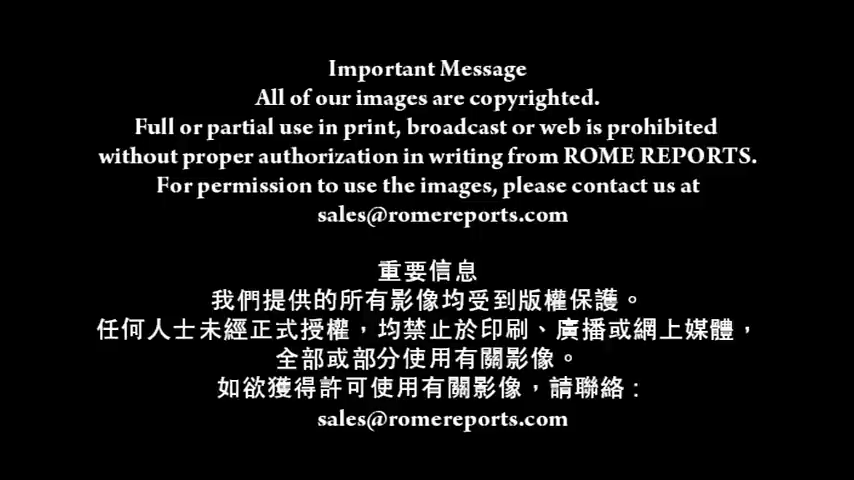 Important Message
All of our images are copyrighted.
Full or partial use in print, broadcast or web is prohibited
without proper authorization in writing from ROME REPORTS.
For permission to use the images, please contact us at
sales@romereports.com
重要信息
我們提供的所有影像均受到版權保護。
任何人士未經正式授權，均禁止於印刷、廣播或網上媒體，
全部或部分使用有關影像。
如欲獲得許可使用有關影像，請聯絡：
sales@romereports.com